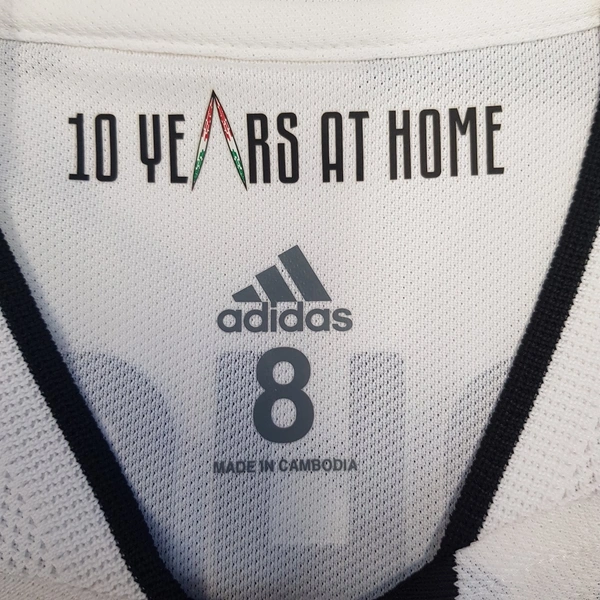 10 YEARS AT HOME
adidas
8
MADE IN CAMBODIA